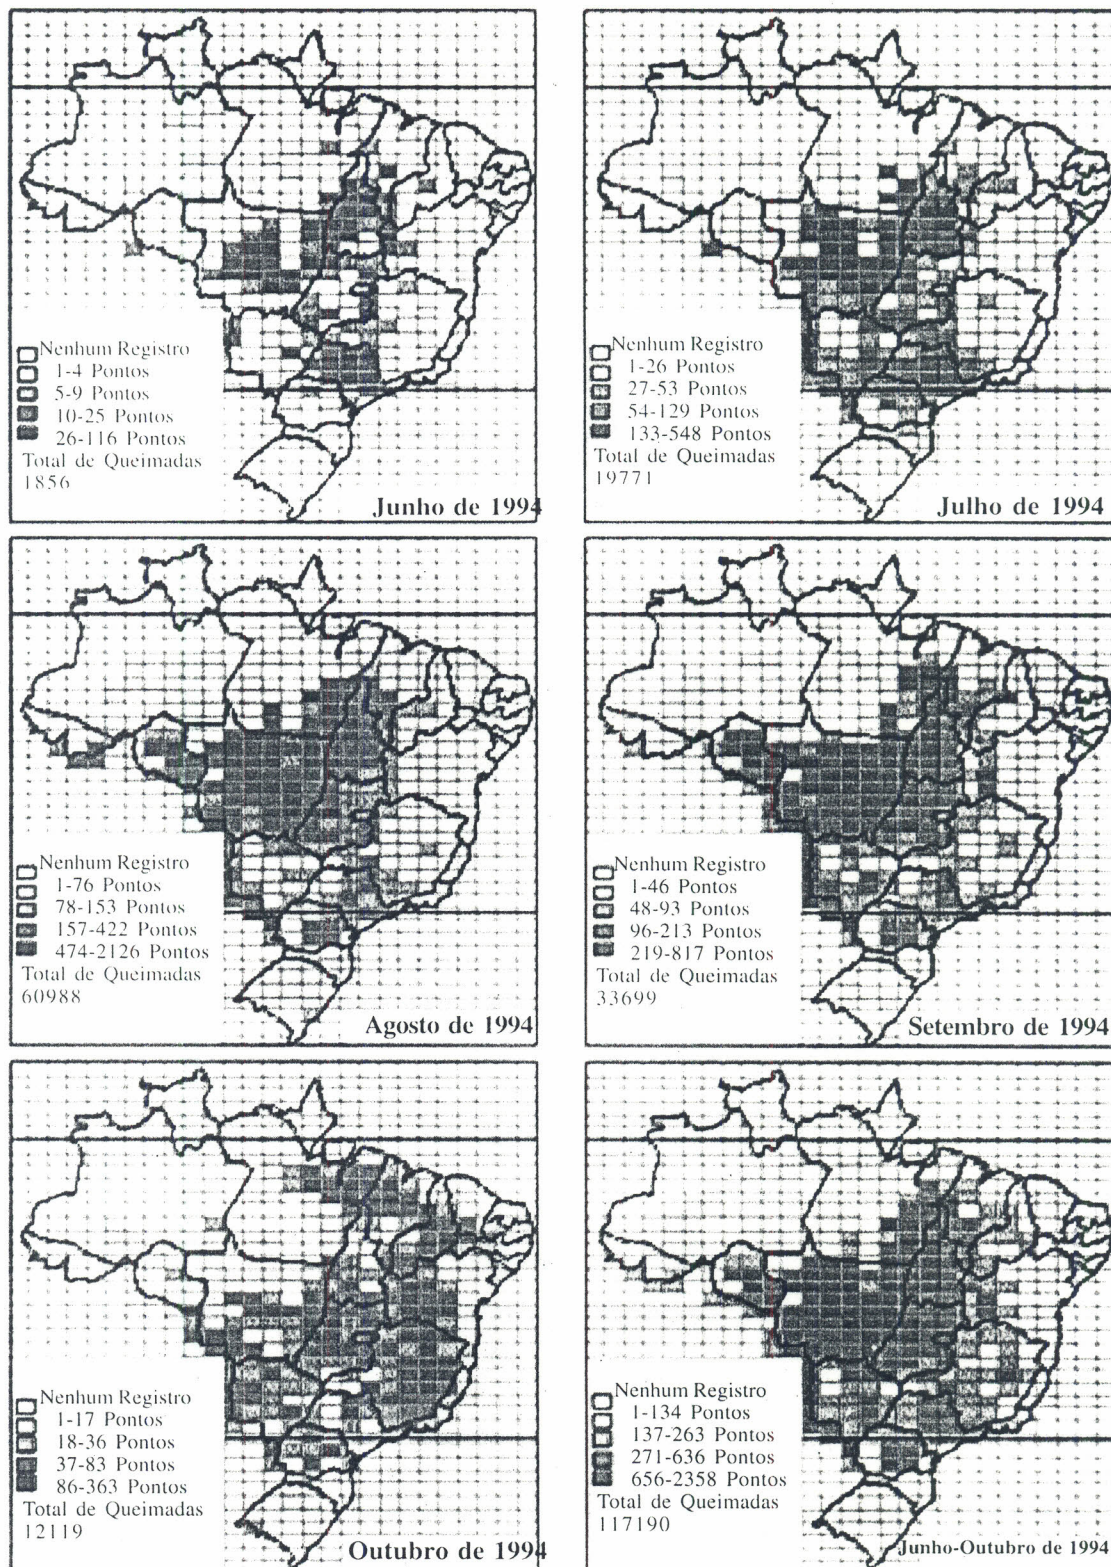 Nenhum Registro
1-4 Pontos
5-9 Pontos
10-25 Pontos
26-116 Pontos
Total de Queimadas
1856
Junho de 1994
Nenhum Registro
1-26 Pontos
27-53 Pontos
54-129 Pontos
133-548 Pontos
Total de Queimadas
19771
Julho de 1994
Nenhum Registro
1-76 Pontos
78-153 Pontos
157-422 Pontos
474-2126 Pontos
Total de Queimadas
60988
Agosto de 1994
Nenhum Registro
1-46 Pontos
48-93 Pontos
96-213 Pontos
219-817 Pontos
Total de Queimadas
33699
Setembro de 1994
Nenhum Registro
1-17 Pontos
18-36 Pontos
37-83 Pontos
86-363 Pontos
Total de Queimadas
12119
Outubro de 1994
Nenhum Registro
1-134 Pontos
137-263 Pontos
271-636 Pontos
656-2358 Pontos
Total de Queimadas
117190
Junho-Outubro de 1994